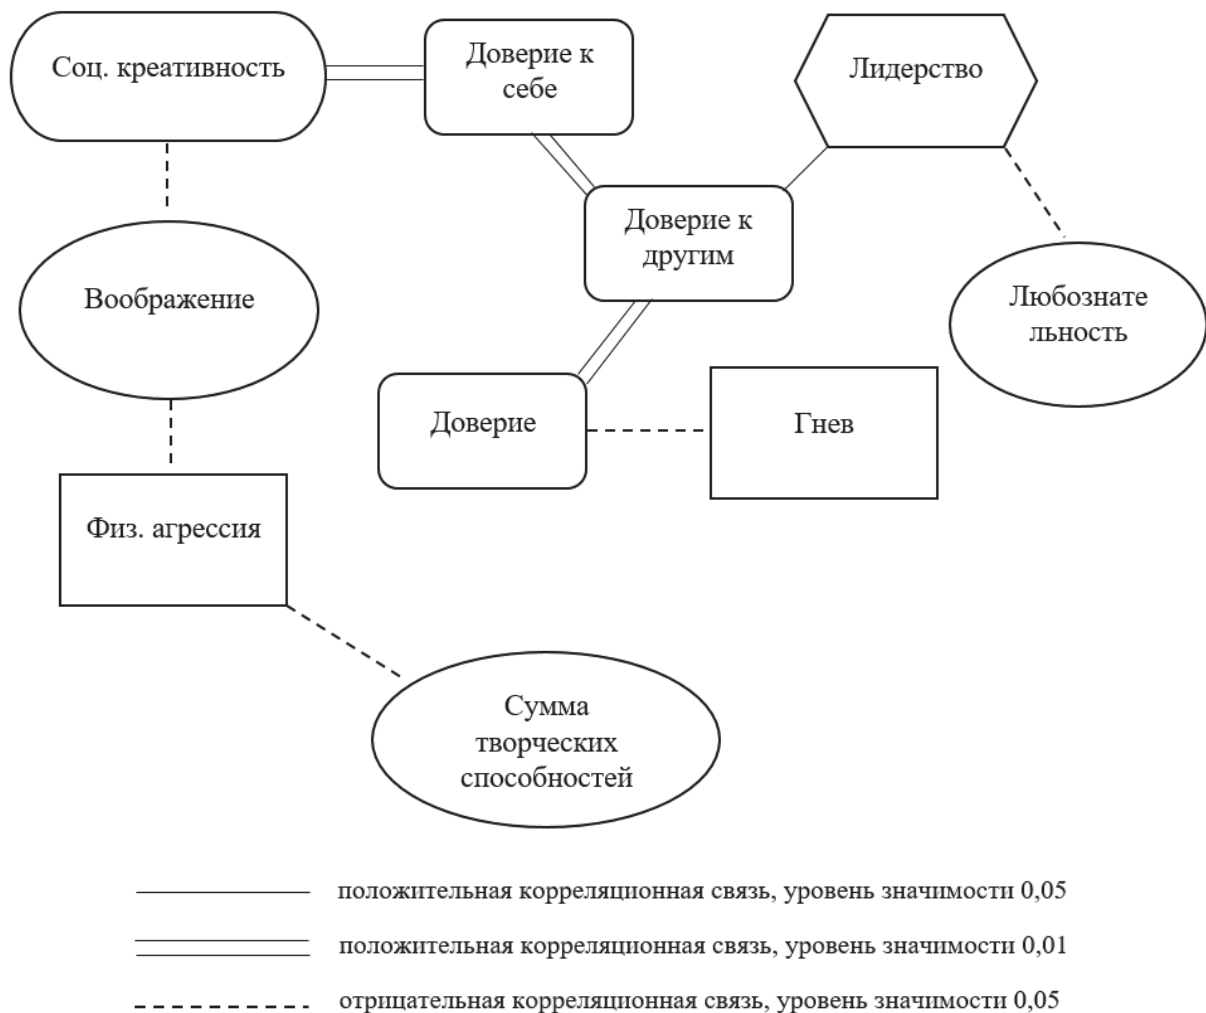 Соц. креативность
Доверие к
себе
Лидерство
Доверие к
другим
Воображение
Любознате
льность
Доверие
Гнев
Физ. агрессия
Сумма
творческих
способностей
положительная корреляционная связь, уровень значимости 0,05
положительная корреляционная связь, уровень значимости 0,01
отрицательная корреляционная связь, уровень значимости 0,05